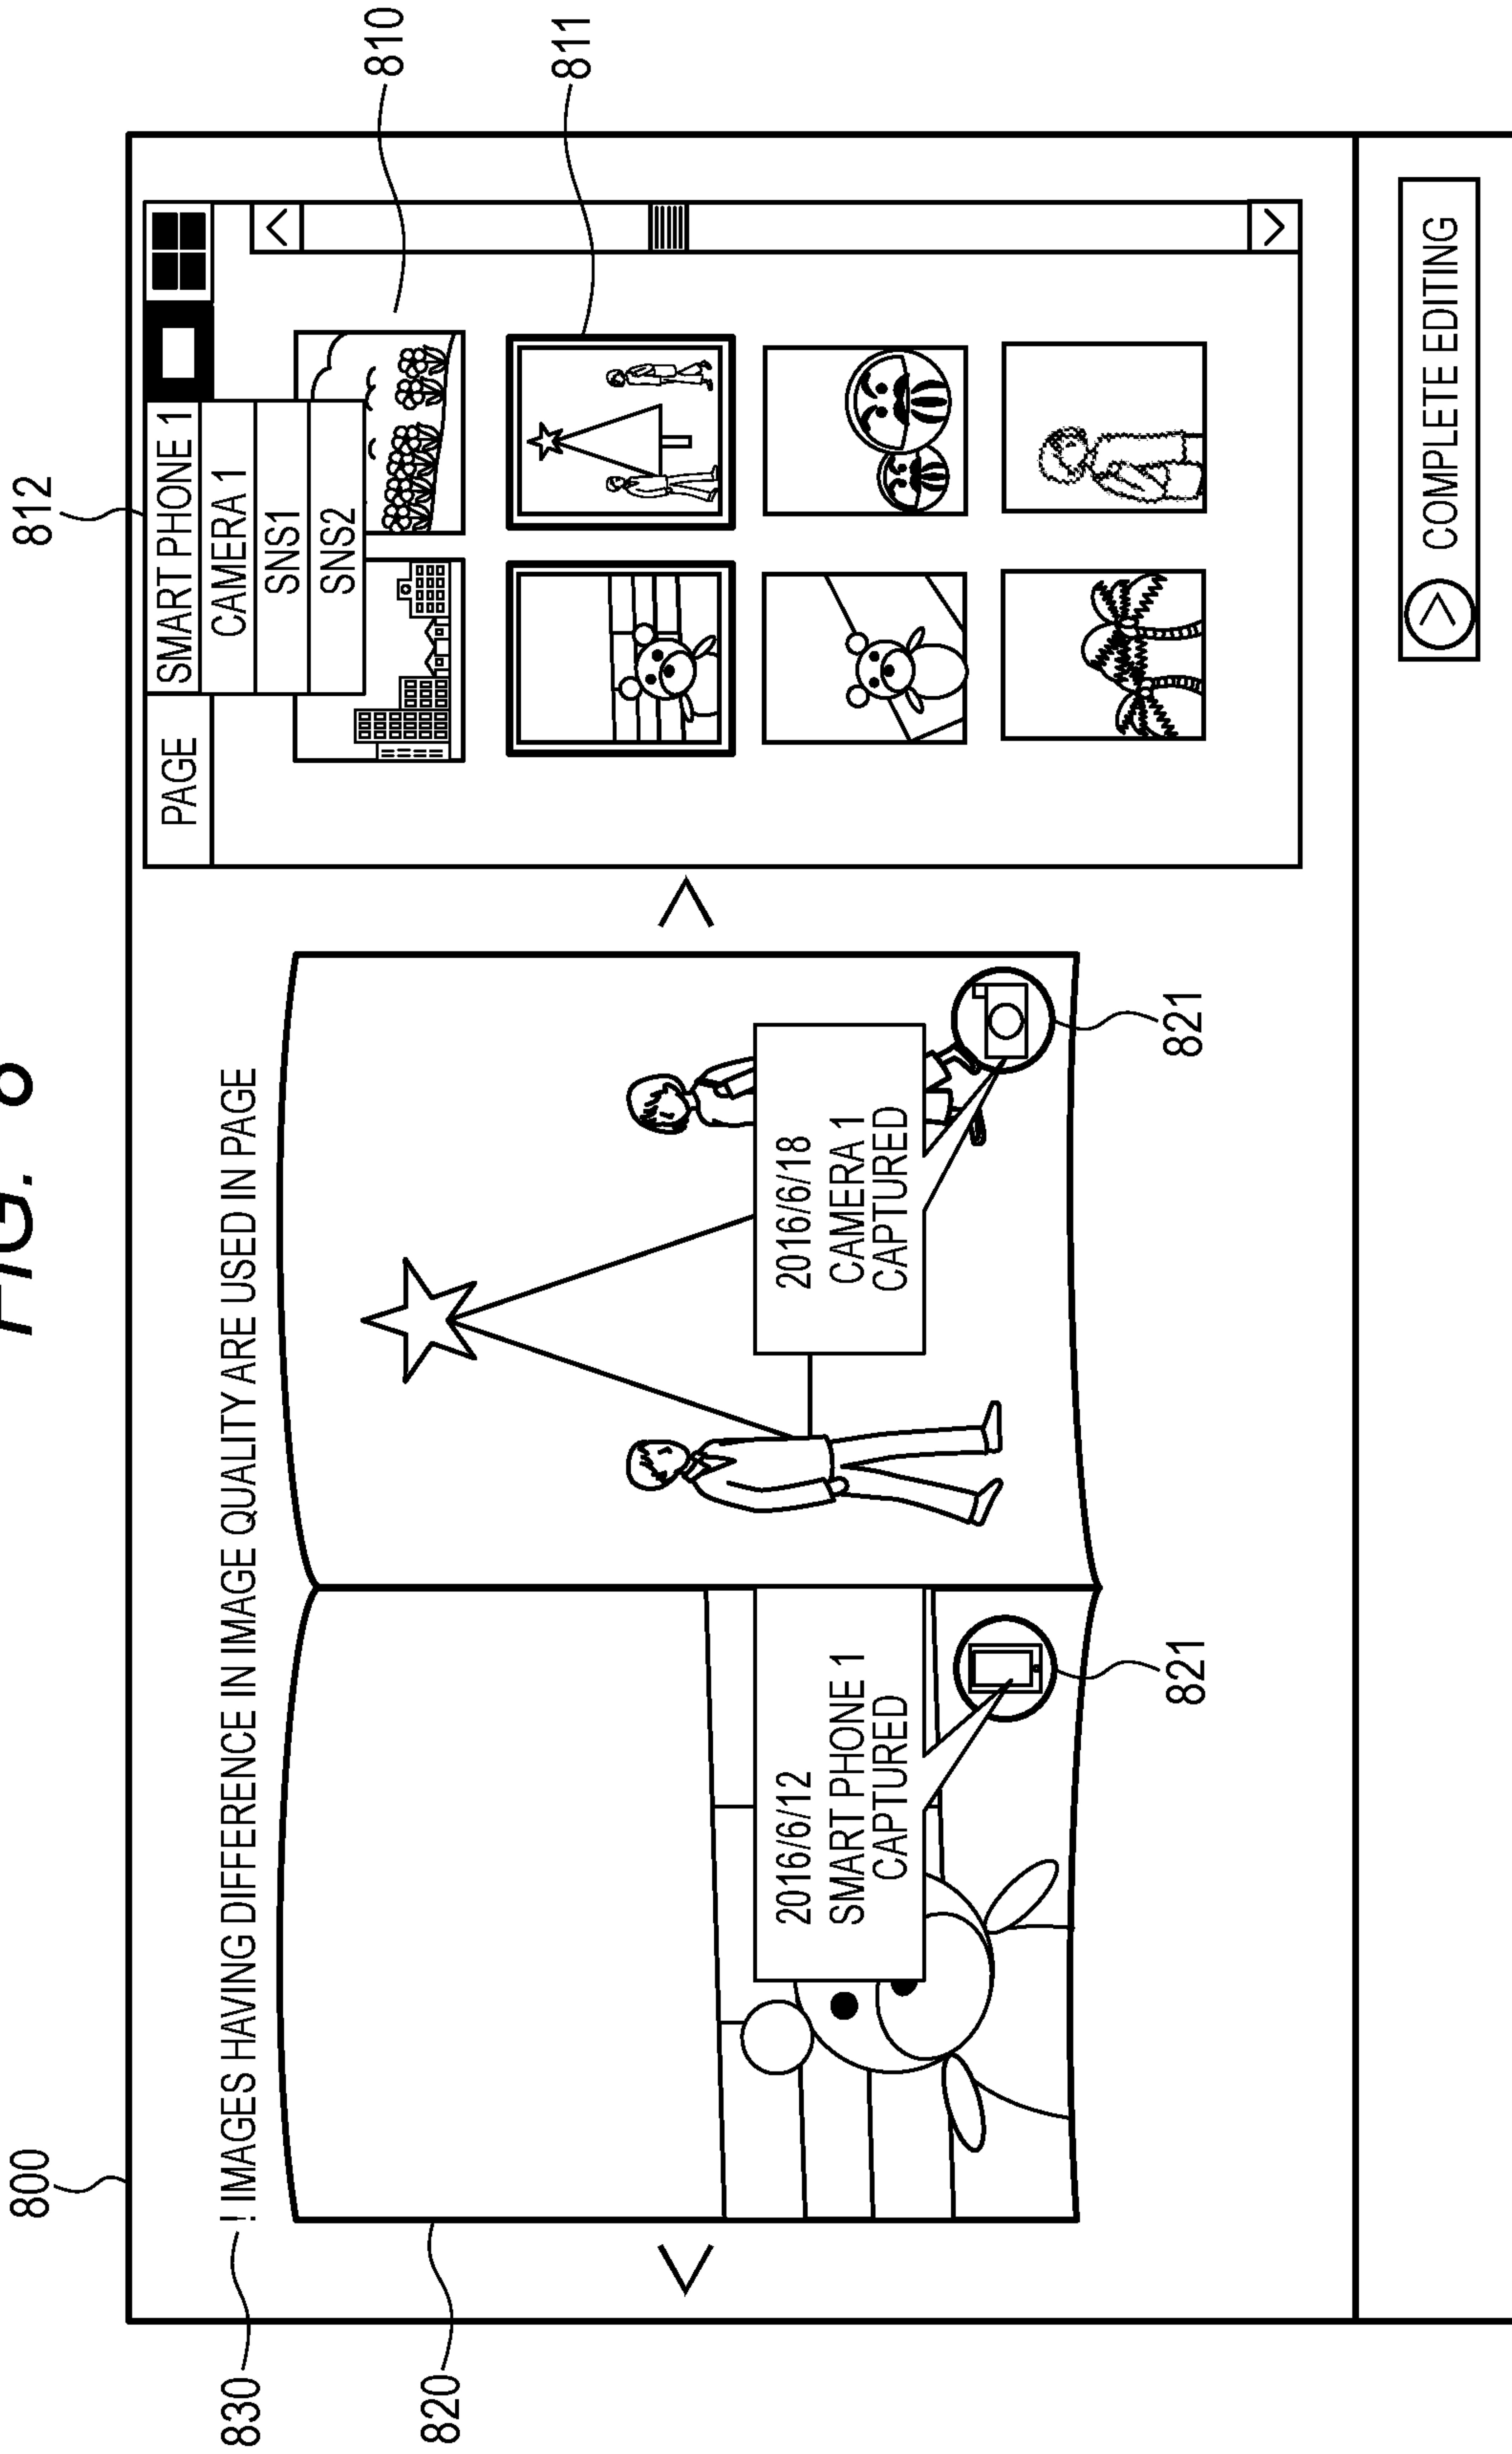 FIG. 8
800
812
830
! IMAGES HAVING DIFFERENCE IN IMAGE QUALITY ARE USED IN PAGE
PAGE
SMART PHONE 1
CAMERA 1
SNS1
SNS2
810
820
811
2016/6/12
SMART PHONE 1
CAPTURED
2016/6/18
CAMERA 1
CAPTURED
821
821
COMPLETE EDITING